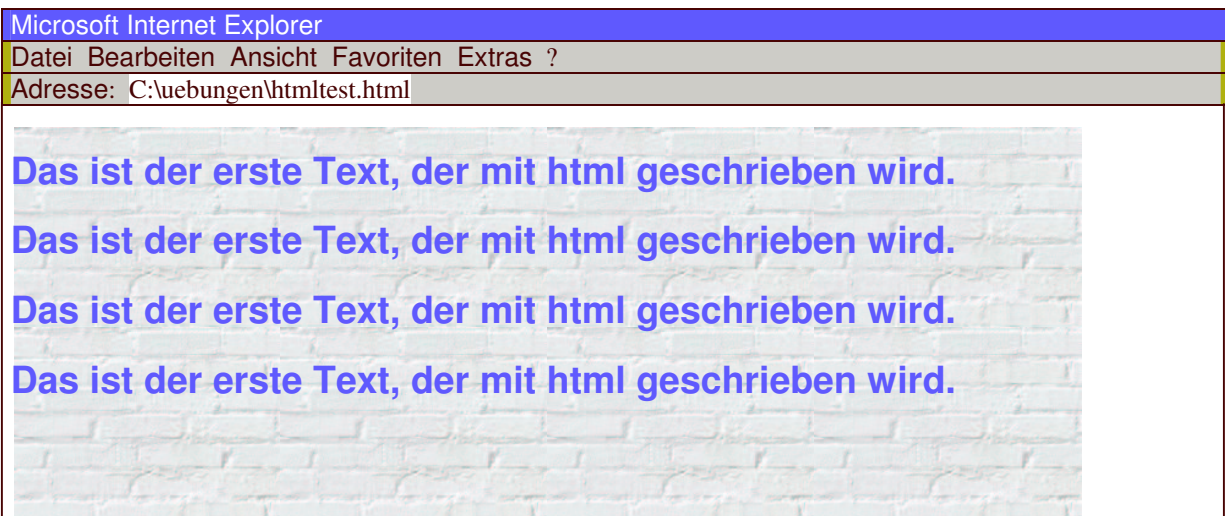 Microsoft Internet Explorer
Datei Bearbeiten Ansicht Favoriten Extras ?
Adresse: C:\uebungen\htmltest.html
Das ist der erste Text, der mit html geschrieben wird.
Das ist der erste Text, der mit html geschrieben wird.
Das ist der erste Text, der mit html geschrieben wird.
Das ist der erste Text, der mit html geschrieben wird.